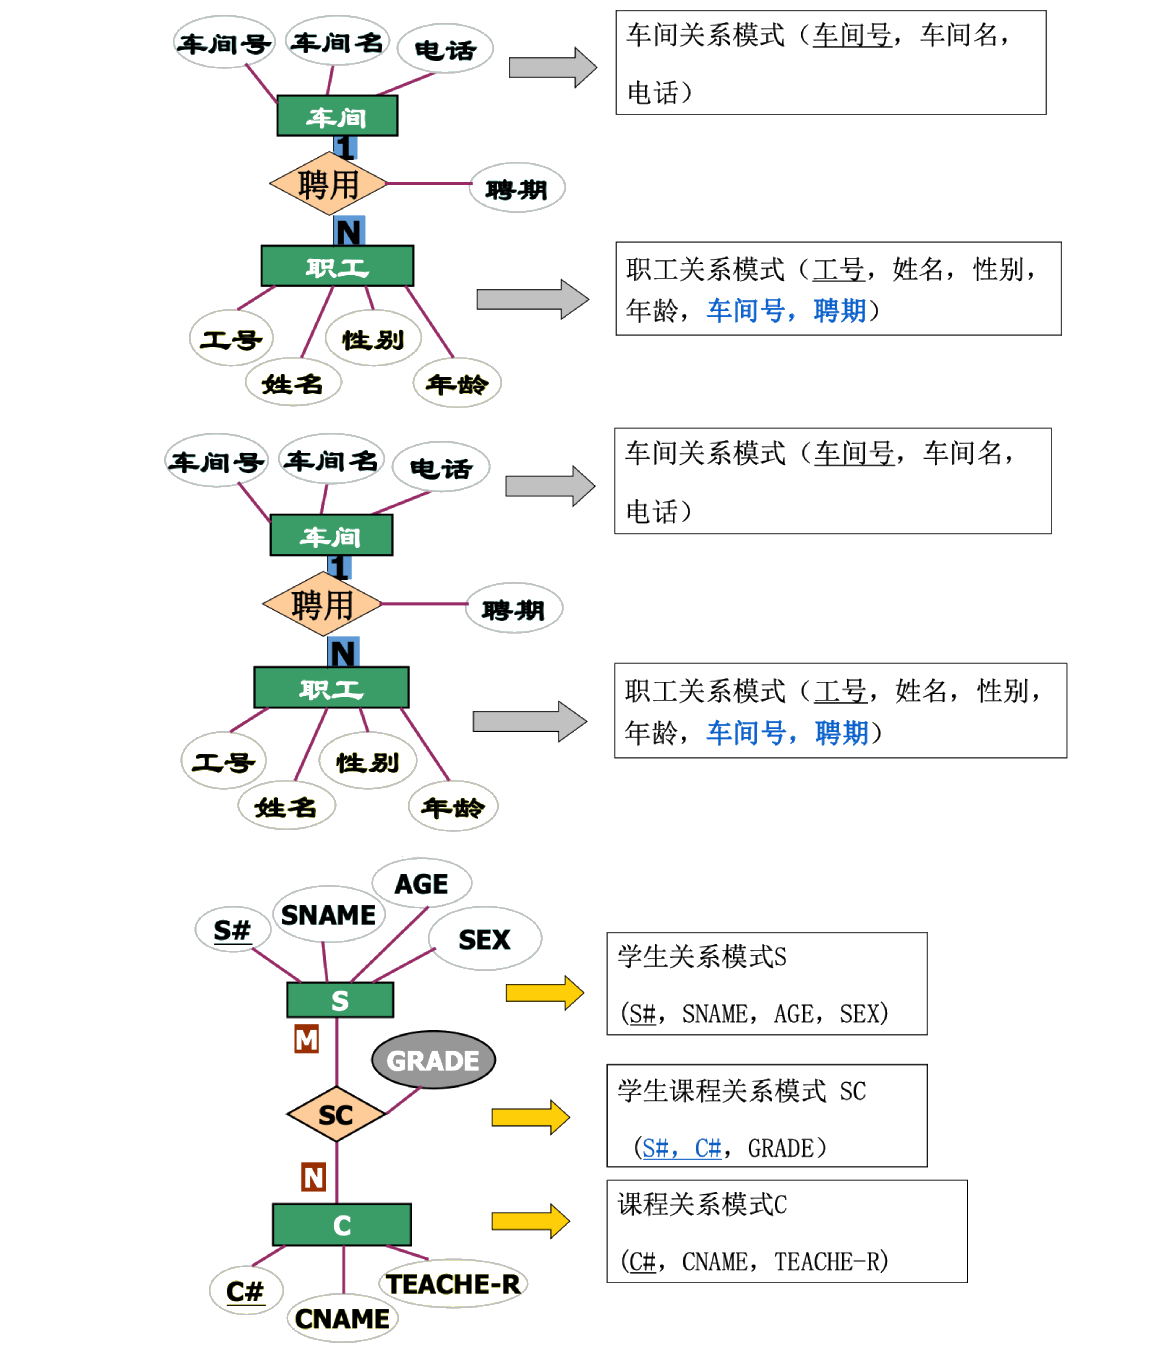 车间号
车间名
电话
车间关系模式（车间号，车间名，
电话）
车间
1
聘用
聘期
N
职工
职工关系模式（工号，姓名，性别，
年龄，车间号，聘期）
工号
性别
姓名
年龄
车间号
车间名
电话
车间关系模式（车间号，车间名，
电话）
车间
1
聘用
聘期
N
职工
职工关系模式（工号，姓名，性别，
年龄，车间号，聘期）
工号
性别
姓名
年龄
AGE
SNAME
S#
SEX
学生关系模式S
(S#，SNAME，AGE，SEX)
S
M
GRADE
学生课程关系模式 SC
（S#，C#，GRADE）
SC
N
课程关系模式C
(C#，CNAME，TEACHE-R)
C
C#
TEACHE-R
CNAME